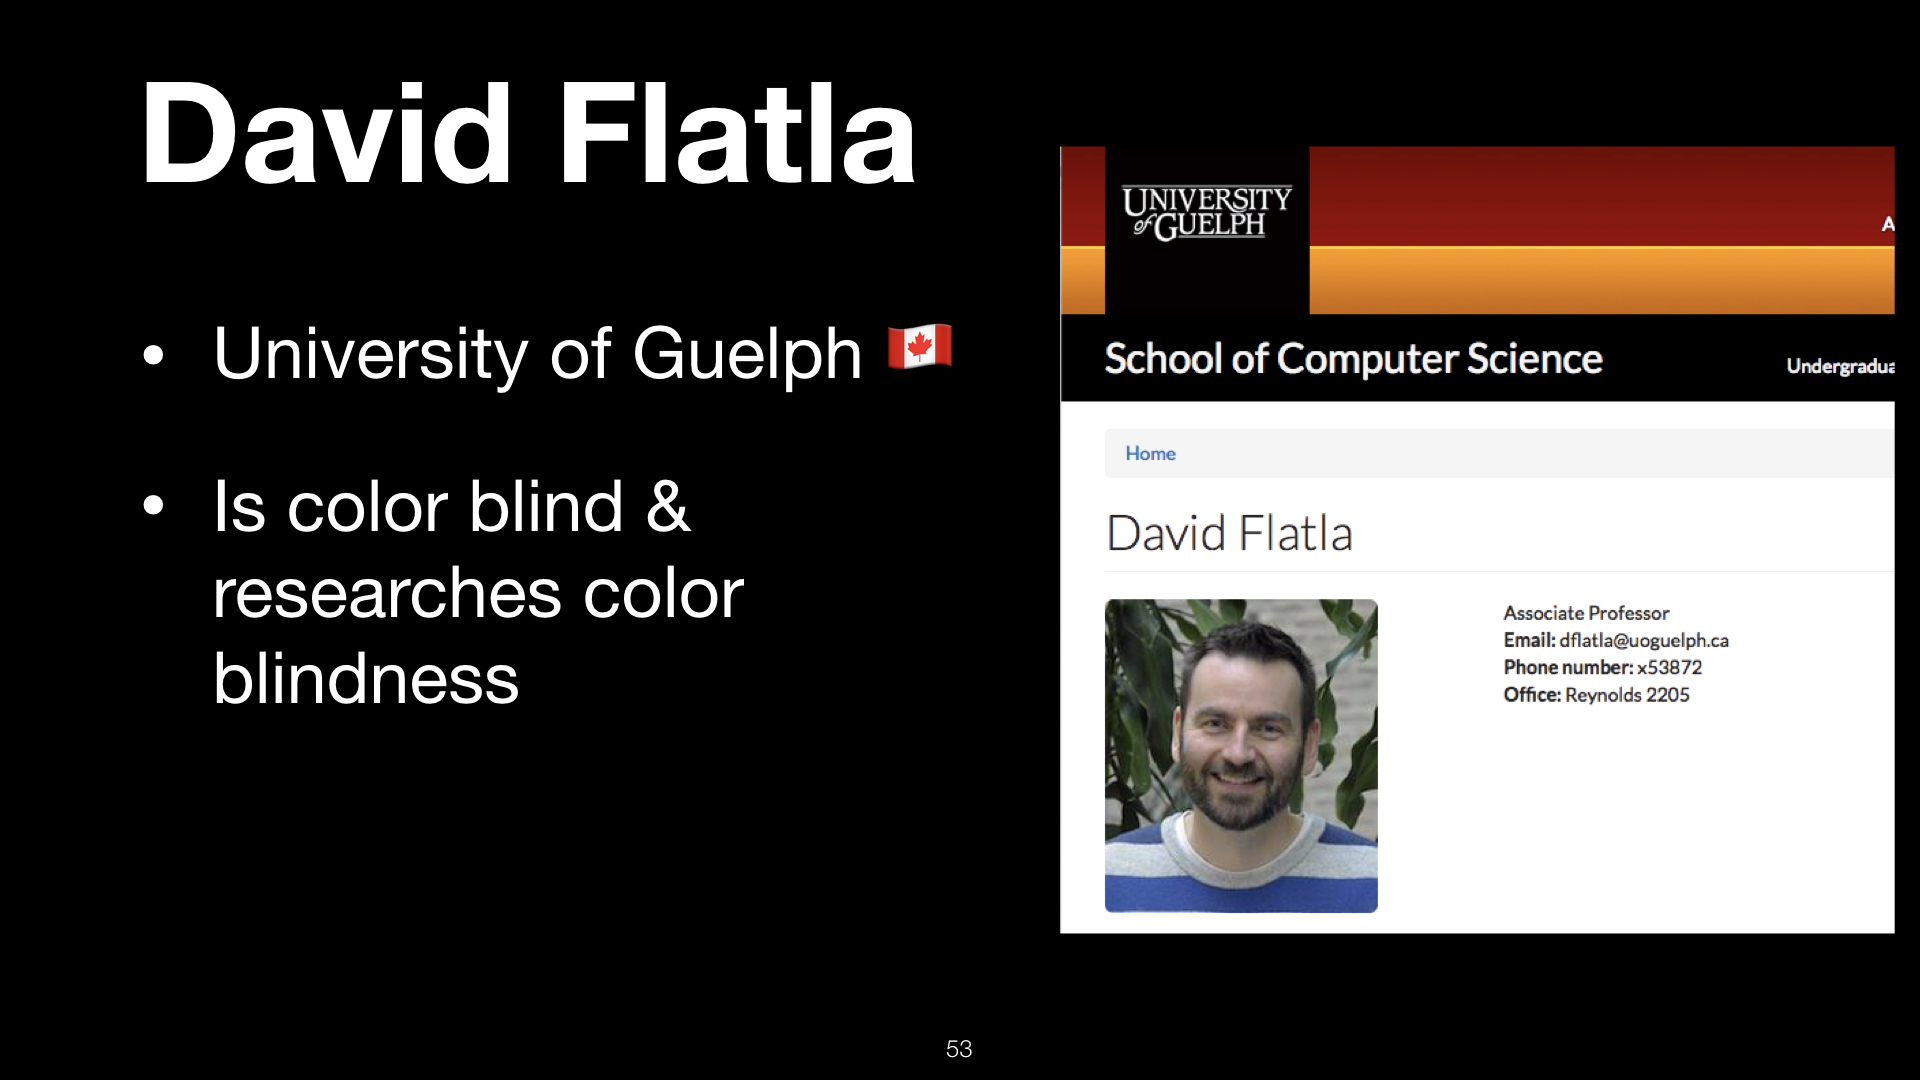 David Flatla
• University of Guelph 🇨🇦
• Is color blind &
researches color
blindness
UNIVERSITY
of GUELPH
A
School of Computer Science
Undergradua
Home
David Flatla
Associate Professor
Email: dflatla@uoguelph.ca
Phone number: x53872
Office: Reynolds 2205
53